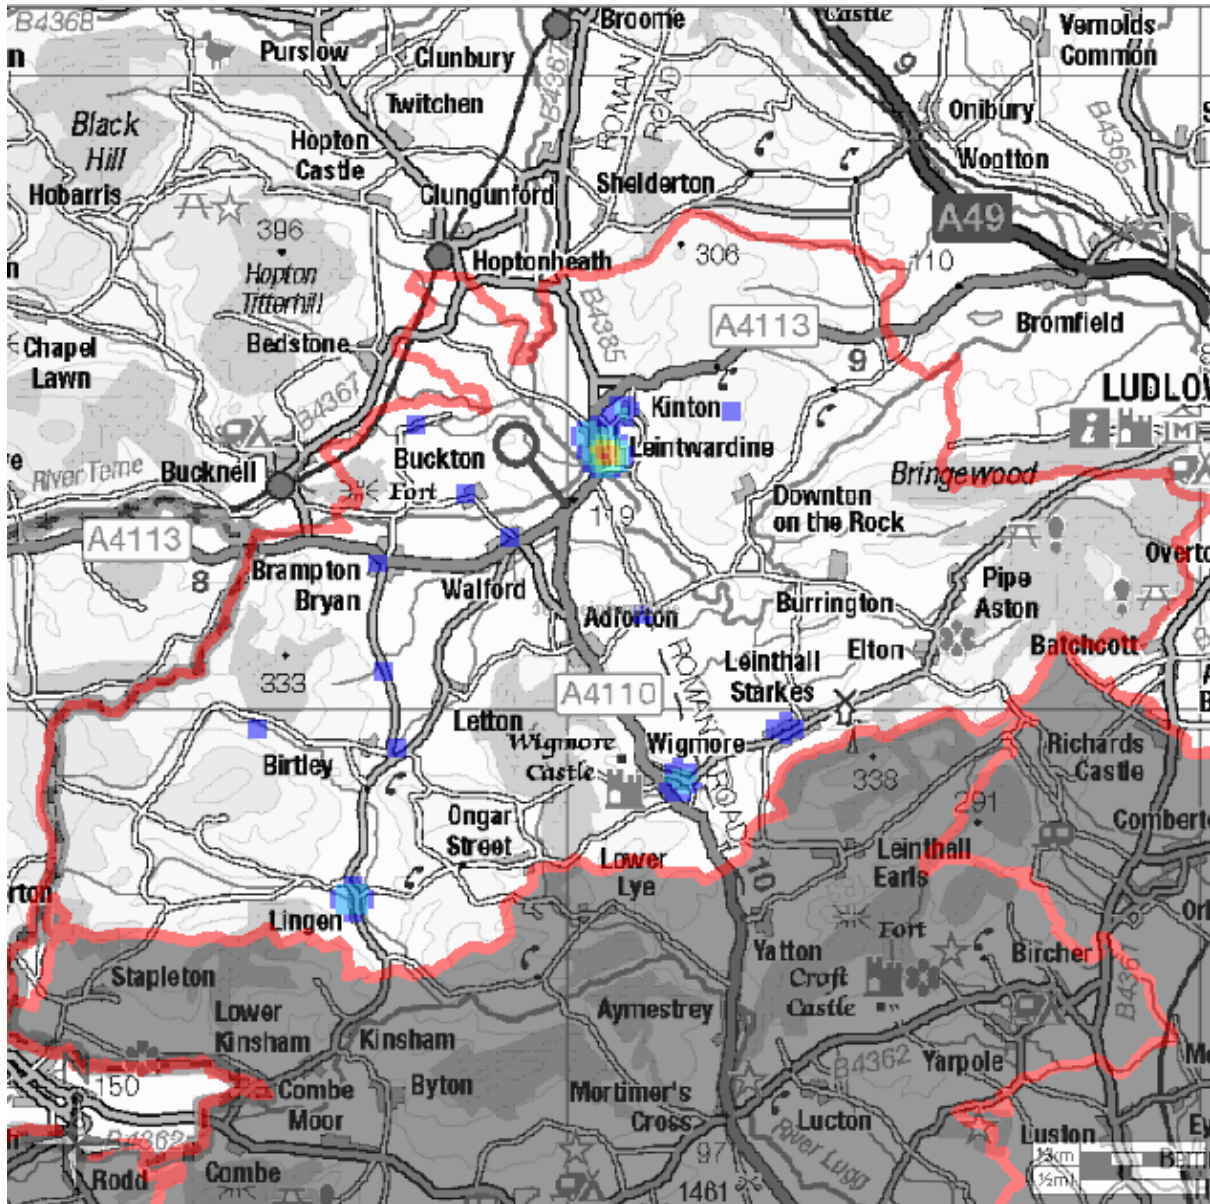 B4368
Broome
Castle
Purslow
Clunbury
Vernolds
Common
B4367
9
Twitchen
ROMAN
ROAD
Onibury
Black
Hill
Hopton
Castle
B4365
Wootton
Hobarris
Clungunford
Shelderton
A49
396
Hoptonheath
306
110
Hopton
Titterhill
B4385
A4113
Bromfield
Bedstone
Chapel
Lawn
9
B4367
Kinton
i
M
River Teme
Bucknell
Buckton
Leintwardine
Bringewood
Fort
Downton
on the Rock
119
A4113
8
Brampton
Bryan
Walford
Pipe
Aston
Adforton
Burrington
Batchcott
333
ROMAN
ROAD
Leinthall
Starkes
Elton
A4110
Letton
Wigmore
Castle
Wigmore
Birtley
338
Richards
Castle
291
Ongar
Street
Lower
Lye
10
Leinthall
Earls
Lingen
Fort
Yatton
Bircher
Stapleton
Croft
Castle
Lower
Kinsham
Aymestrey
Kinsham
B4362
Yarpole
150
Combe
Moor
Byton
Mortimer's
Cross
Lucton
River Lugg
Luston
B4362
Rodd
Combe
97
1461